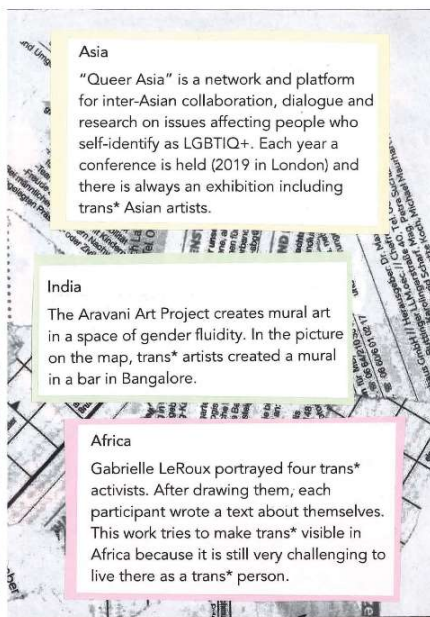 Asia
“Queer Asia” is a network and platform
for inter-Asian collaboration, dialogue and
research on issues affecting people who
self-identify as LGBTIQ+. Each year a
conference is held (2019 in London) and
there is always an exhibition including
trans* Asian artists.
India
The Aravani Art Project creates mural art
in a space of gender fluidity. In the picture
on the map, trans* artists created a mural
in a bar in Bangalore.
Africa
Gabrielle LeRoux portrayed four trans*
activists. After drawing them, each
participant wrote a text about themselves.
This work tries to make trans* visible in
Africa because it is still very challenging to
live there as a trans* person.